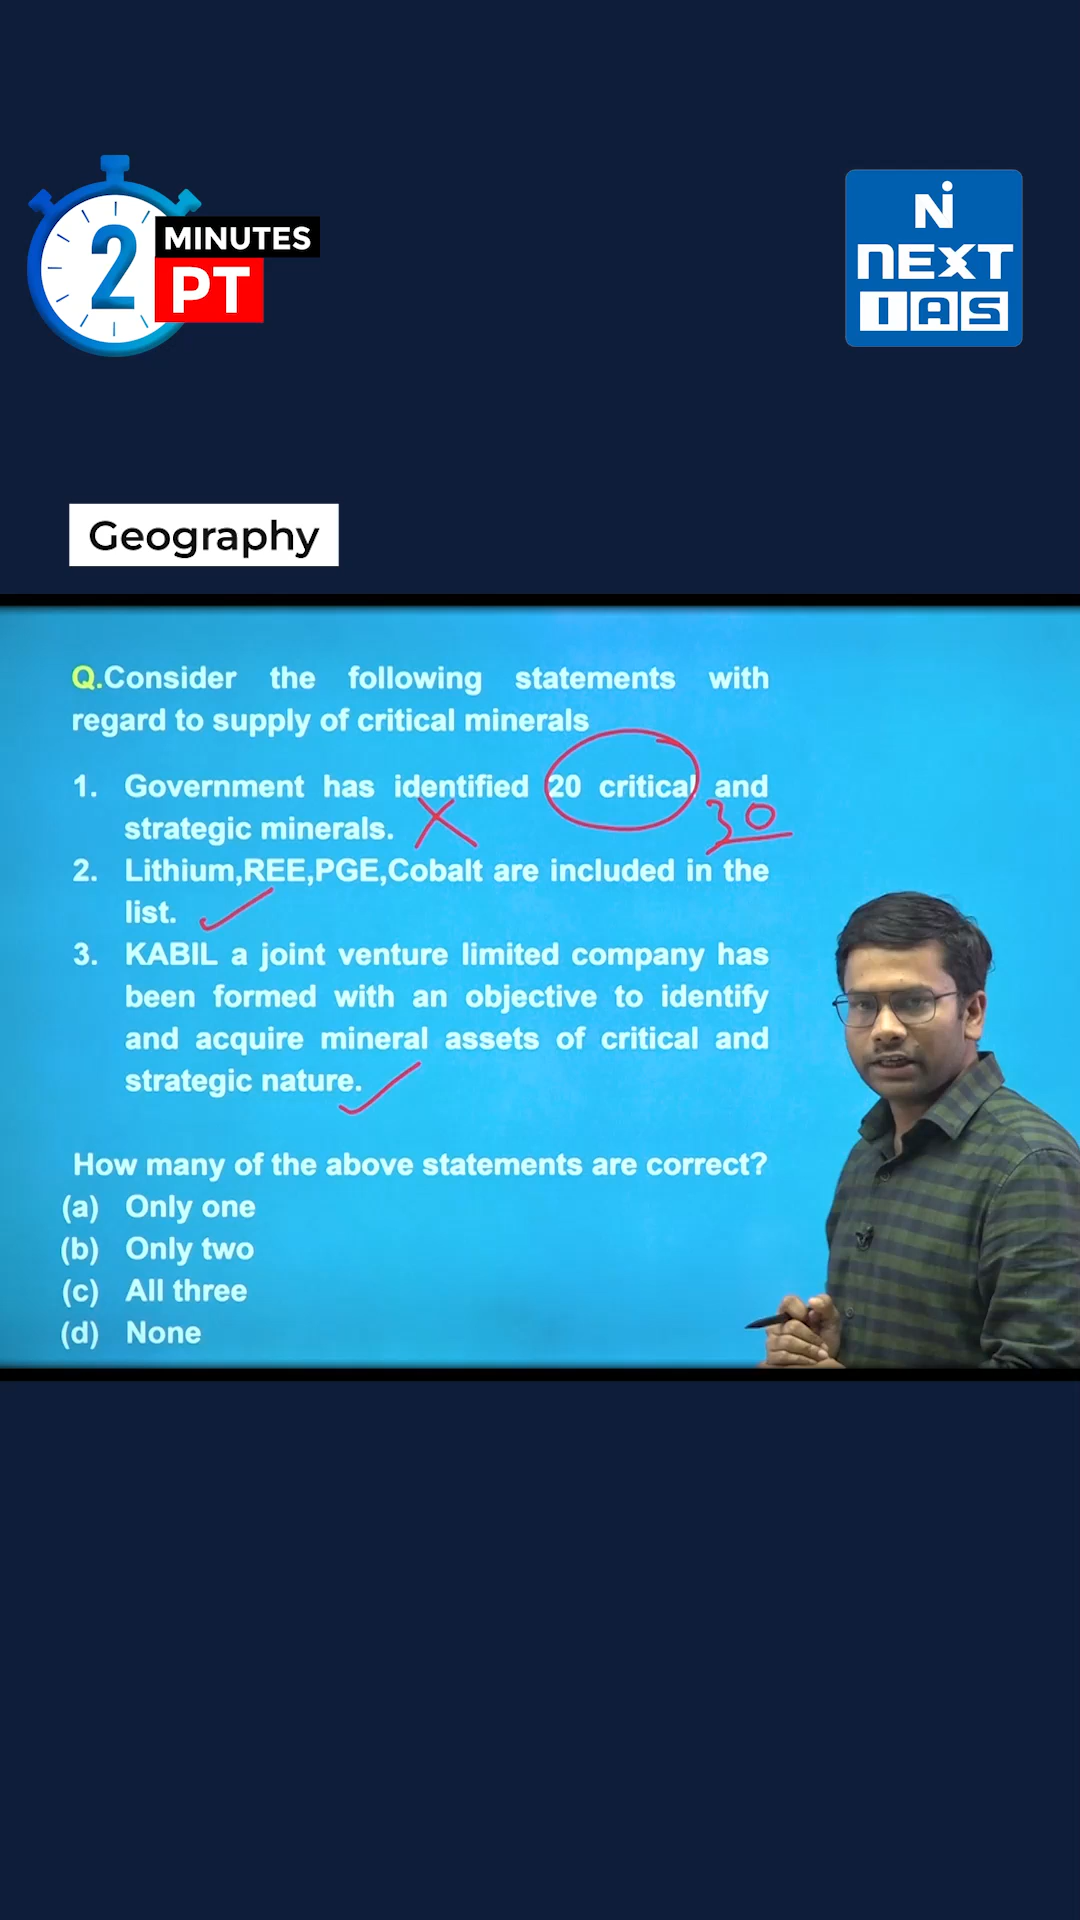 2
MINUTES
PT
N
NEXT
IAS
Geography
Q.Consider the following statements with
regard to supply of critical minerals
1. Government has identified 20 critical and
strategic minerals.
30
2. Lithium,REE,PGE,Cobalt are included in the
list.
3. KABIL a joint venture limited company has
been formed with an objective to identify
and acquire mineral assets of critical and
strategic nature.
How many of the above statements are correct?
(a) Only one
(b) Only two
(c) All three
(d) None